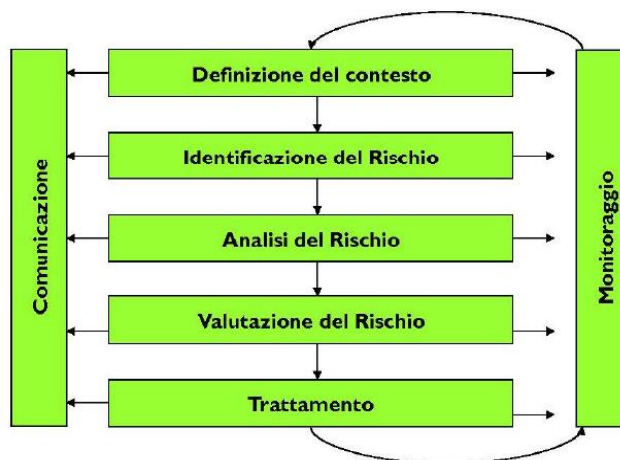 Definizione del contesto
Identificazione del Rischio
Analisi del Rischio
Valutazione del Rischio
Trattamento
Comunicazione
Monitoraggio